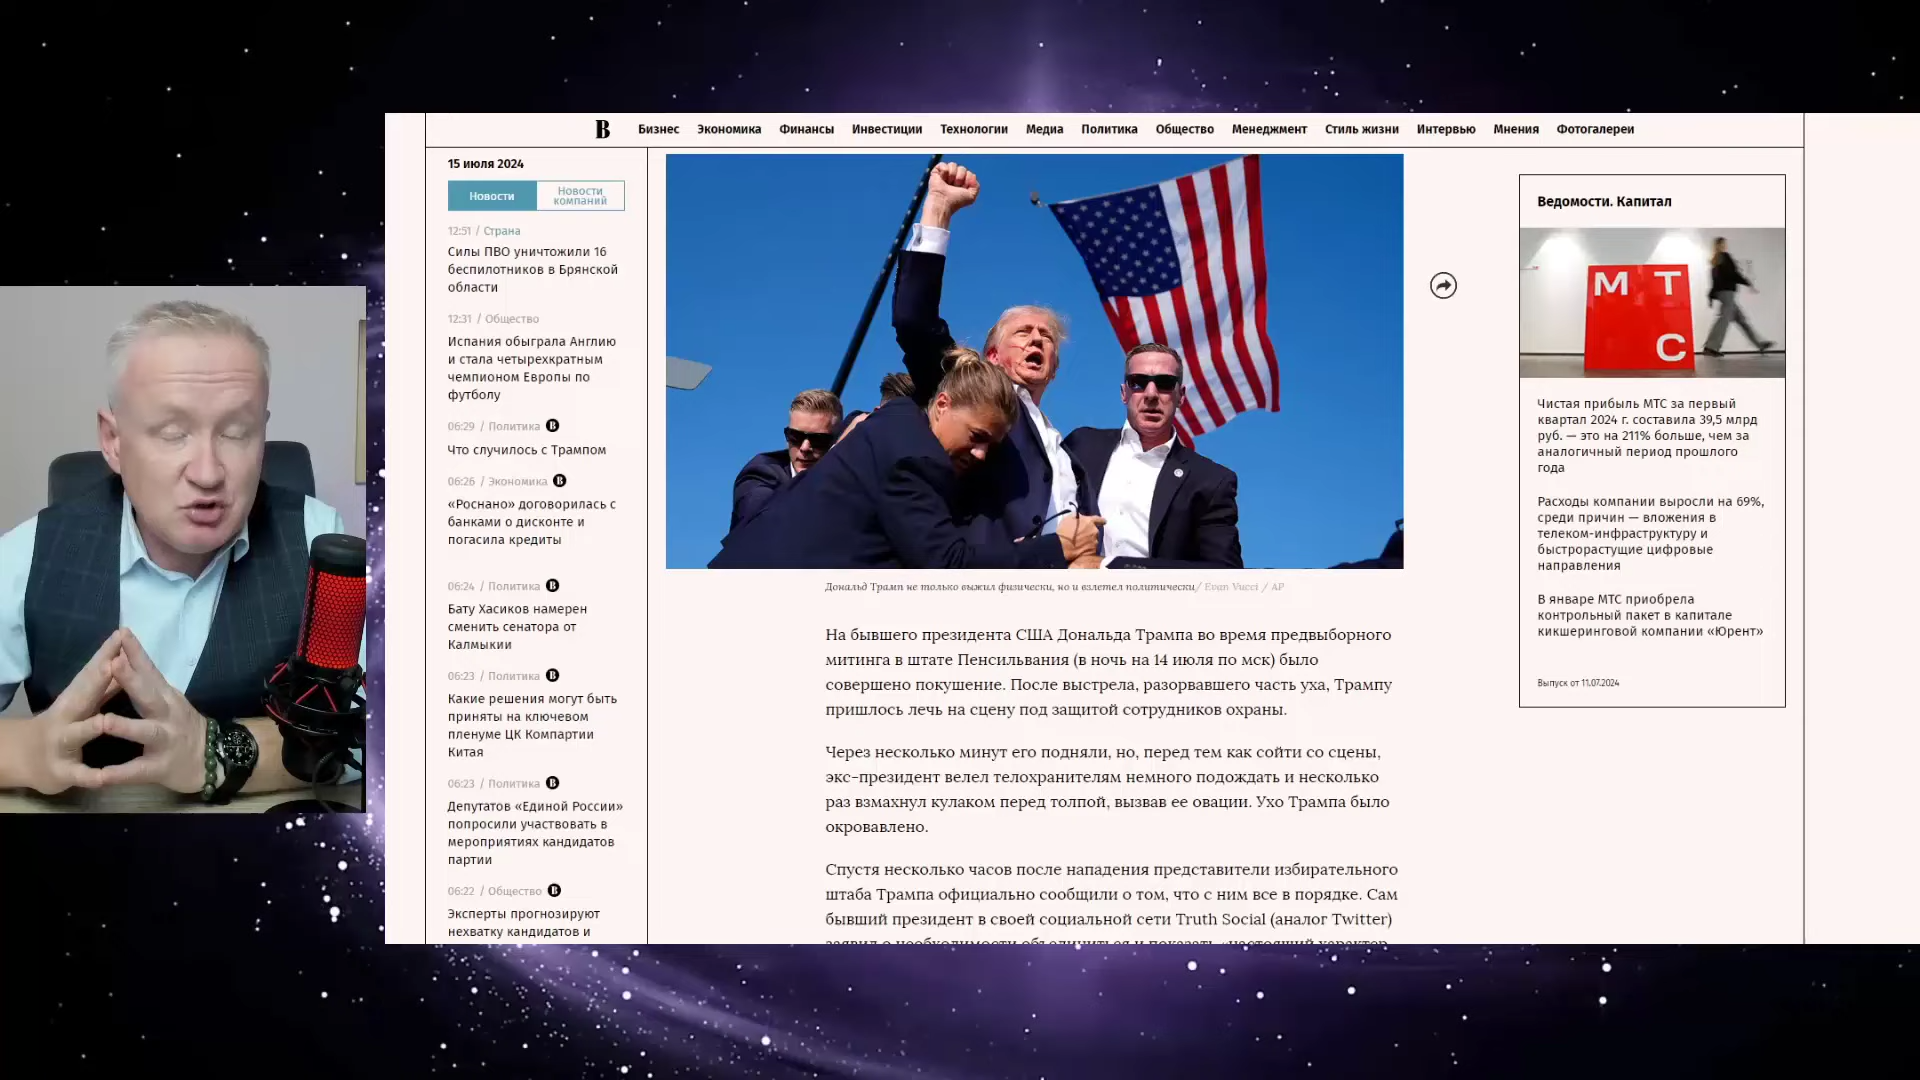 В Бизнес Экономика Финансы Инвестиции Технологии Медиа Политика Общество Менеджмент Стиль жизни Интервью Мнения Фотогалереи
15 июля 2024
Новости
Новости
компаний
12:51 / Страна
Силы ПВО уничтожили 16
беспилотников в Брянской
области
12:31 / Общество
Испания обыграла Англию
и стала четырехкратным
чемпионом Европы по
футболу
06:29 / Политика В
Что случилось с Трампом
06:26 / Экономика В
«Роснано» договорилась с
банками о дисконте и
погасила кредиты
06:24 / Политика В
Бату Хасиков намерен
сменить сенатора от
Калмыкии
06:23 / Политика В
Какие решения могут быть
приняты на ключевом
пленуме ЦК Компартии
Китая
06:23 / Политика В
Депутатов «Единой России»
попросили участвовать в
мероприятиях кандидатов
партии
06:22 / Общество В
Эксперты прогнозируют
нехватку кандидатов и
Дональд Трамп не только выжил физически, но и взлетел политически/ Evan Vucci / AP
На бывшего президента США Дональда Трампа во время предвыборного
митинга в штате Пенсильвания (в ночь на 14 июля по мск) было
совершено покушение. После выстрела, разорвавшего часть уха, Трампу
пришлось лечь на сцену под защитой сотрудников охраны.
Через несколько минут его подняли, но, перед тем как сойти со сцены,
экс-президент велел телохранителям немного подождать и несколько
раз взмахнул кулаком перед толпой, вызвав ее овации. Ухо Трампа было
окровавлено.
Спустя несколько часов после нападения представители избирательного
штаба Трампа официально сообщили о том, что с ним все в порядке. Сам
бывший президент в своей социальной сети Truth Social (аналог Twitter)
заявил о необходимости объединиться и показать «настоящий характер
Ведомости. Капитал
М Т
С
Чистая прибыль МТС за первый
квартал 2024 г. составила 39,5 млрд
руб. — это на 211% больше, чем за
аналогичный период прошлого
года
Расходы компании выросли на 69%,
среди причин — вложения в
телеком-инфраструктуру и
быстрорастущие цифровые
направления
В январе МТС приобрела
контрольный пакет в капитале
кикшеринговой компании «Юрент»
Выпуск от 11.07.2024